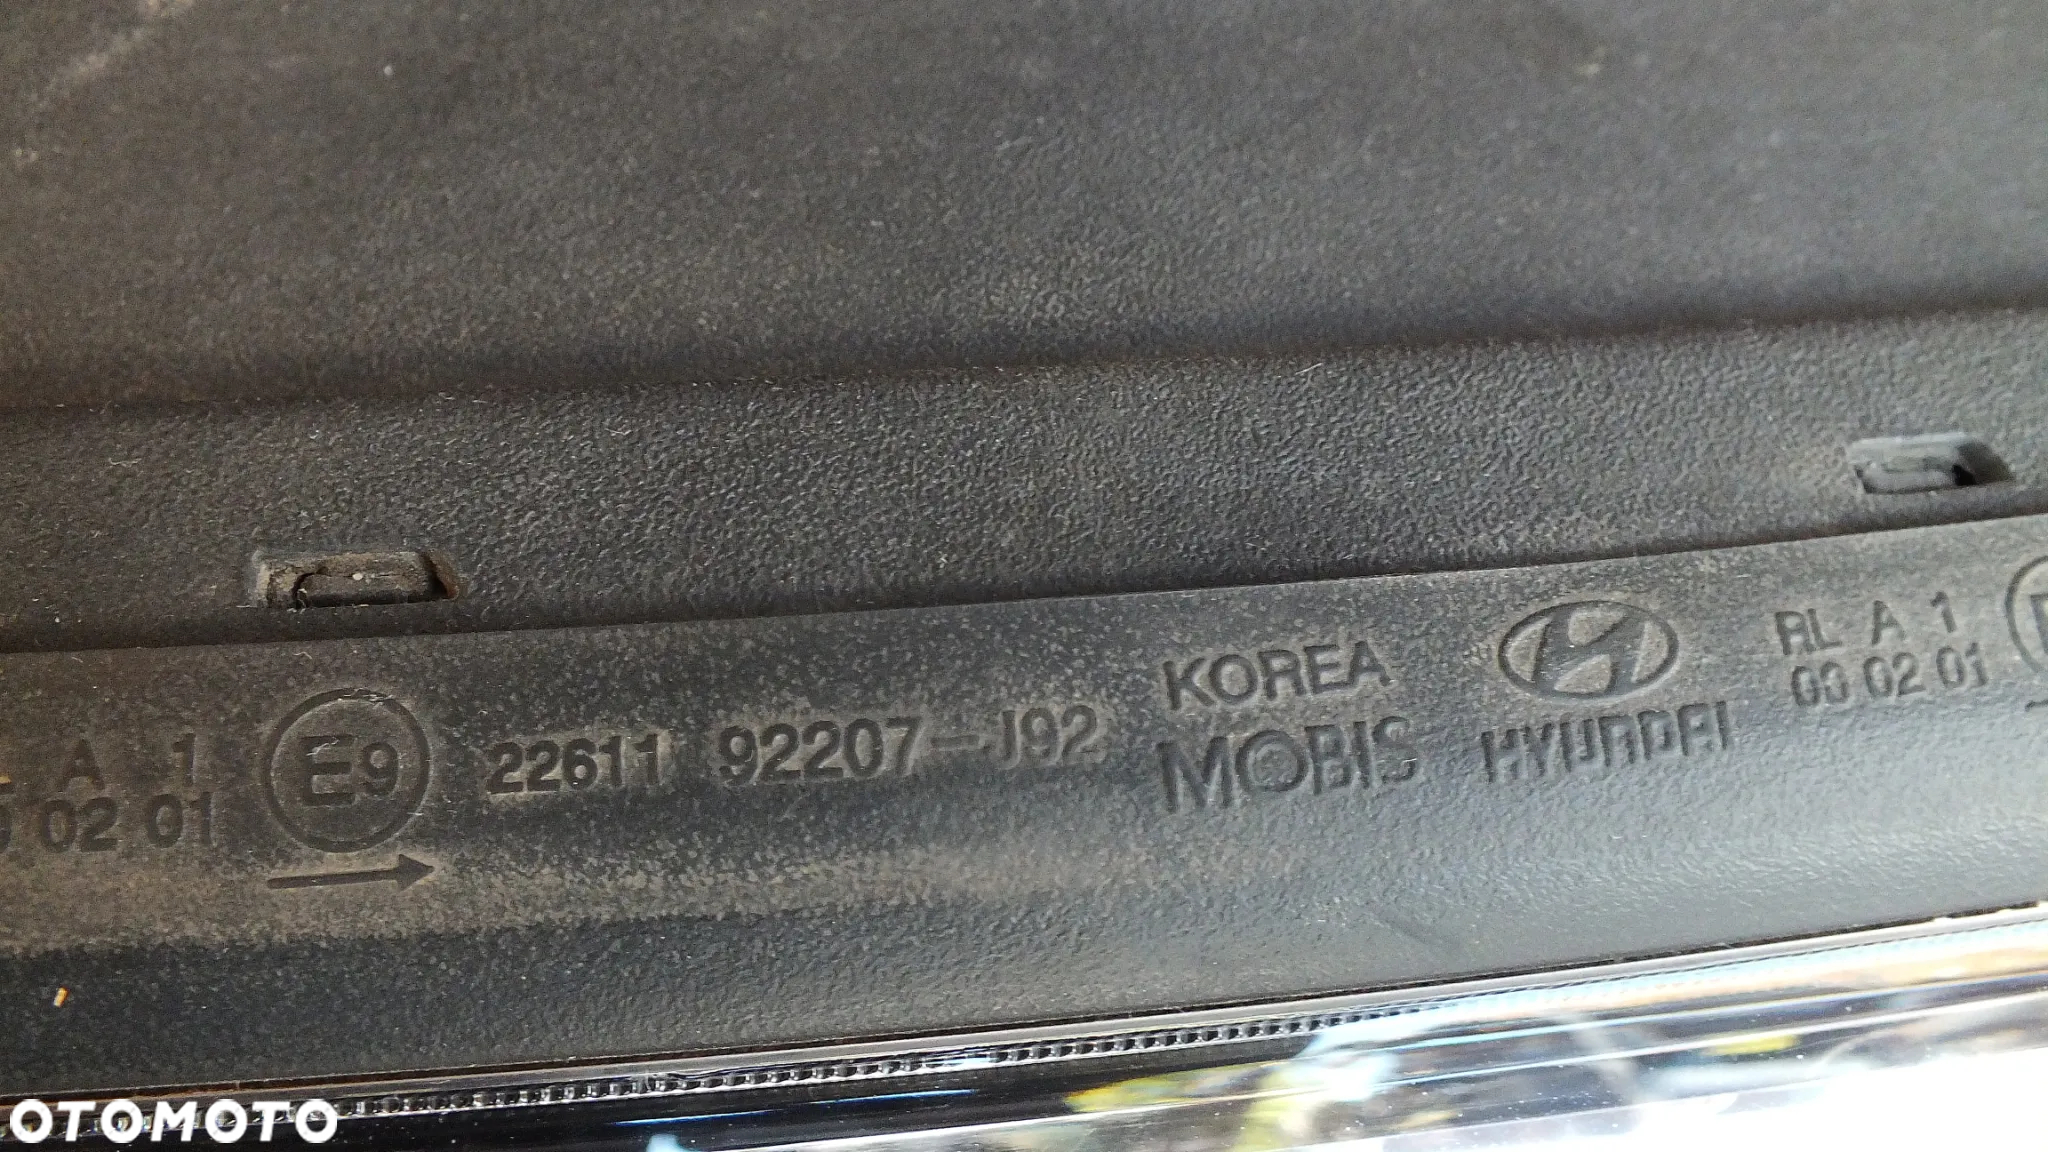 A 1
02 01
E9
22611 92207-J92
KOREA
MOBIS
HYUNDAI
RL A 1
00 02 01
OTOMOTO